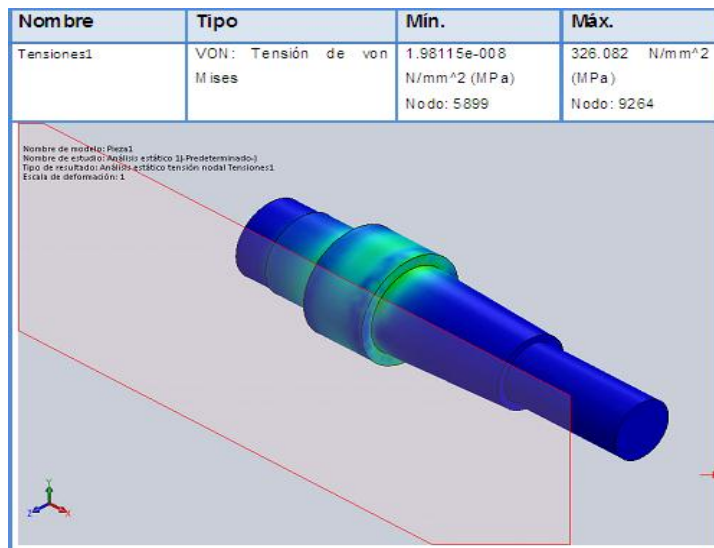 Nombre Tipo Mín. Máx.
Tensiones1 VON: Tensión de von 1.98115e-008 326.082 N/mm^2
Mises N/mm^2 (MPa) (MPa)
Nodo: 5899 Nodo: 9264
Nombre de modelo: Pieza1
Nombre de estudio: Análisis estático 1(-Predeterminado-)
Tipo de resultado: Análisis estático tensión nodal Tensiones1
Escala de deformación: 1
Y
Z X